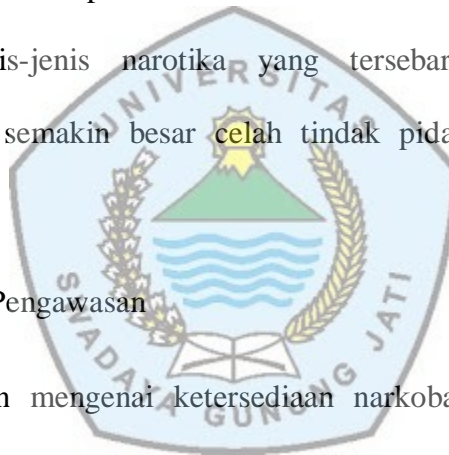 is-jenis narotika yang tersebar
semakin besar celah tindak pida
UNIVERSITAS
Pengawasan
SWADAYA GUNUNG JATI
n mengenai ketersediaan narkoba